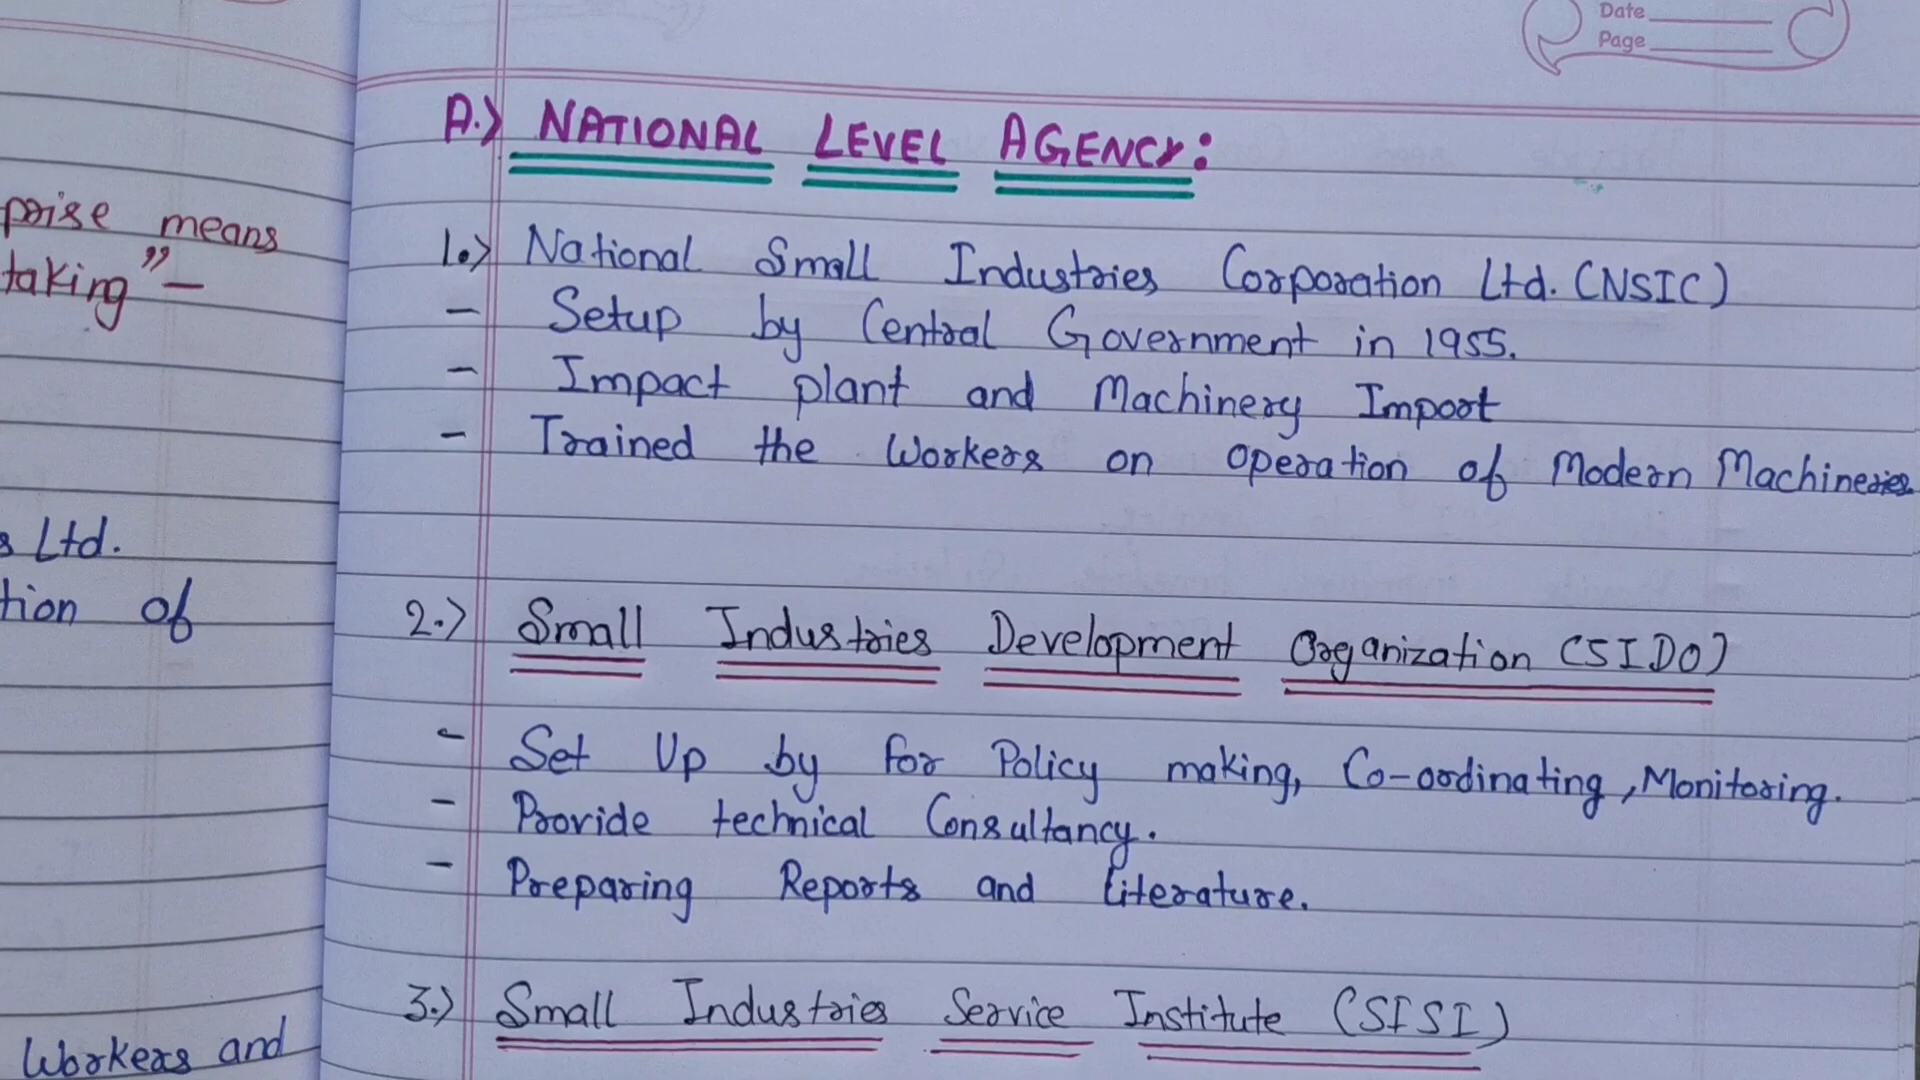 Date
Page
A.) NATIONAL LEVEL AGENCY:
1.) National Small Industries Corporation Ltd. (NSIC)
- Setup by Central Government in 1955.
- Impact plant and Machinery Import
- Trained the Workers on Operation of Modern Machineries
2.) Small Industries Development Organization (SIDO)
- Set Up by for Policy making, Co-ordinating, Monitoring.
- Provide technical Consultancy.
- Preparing Reports and Literature.
3.) Small Industries Service Institute (SISI)
prise means
taking" -
s Ltd.
tion of
Workers and